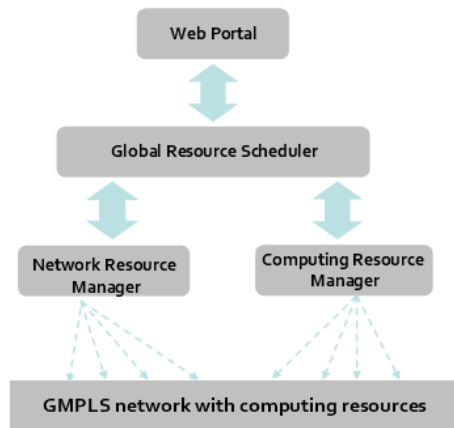 Web Portal
Global Resource Scheduler
Network Resource
Manager
Computing Resource
Manager
GMPLS network with computing resources